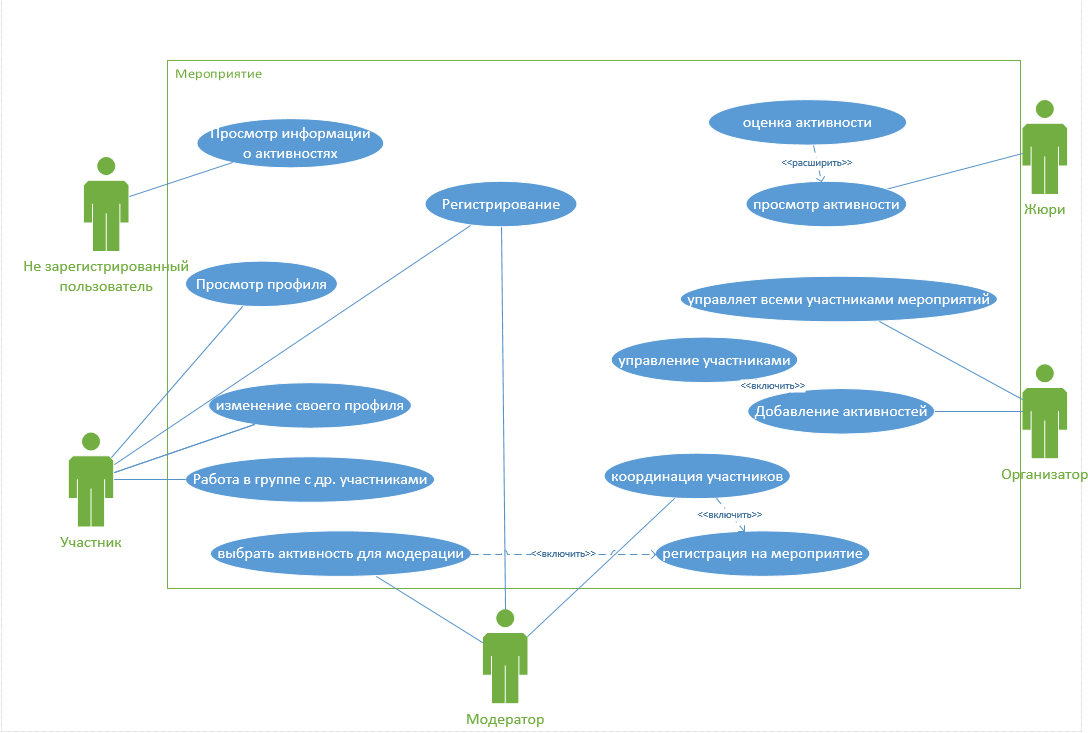 Мероприятие
Просмотр информации
о активностях
оценка активности
<<расширить>>
просмотр активности
Жюри
Регистрирование
Не зарегистрированный
пользователь
Просмотр профиля
управляет всеми участниками мероприятий
управление участниками
<<включить>>
Добавление активностей
Организатор
изменение своего профиля
Работа в группе с др. участниками
Участник
координация участников
<<включить>>
выбрать активность для модерации
<<включить>>
регистрация на мероприятие
Модератор